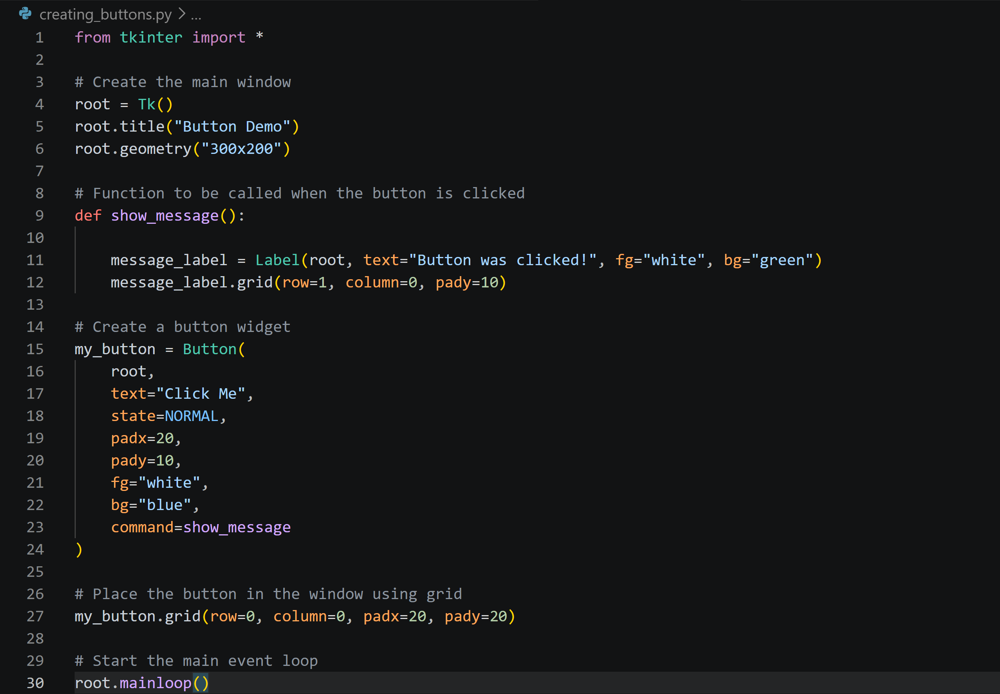 creating_buttons.py > ...
1 from tkinter import *
2
3 # Create the main window
4 root = Tk()
5 root.title("Button Demo")
6 root.geometry("300x200")
7
8 # Function to be called when the button is clicked
9 def show_message():
10
11     message_label = Label(root, text="Button was clicked!", fg="white", bg="green")
12     message_label.grid(row=1, column=0, pady=10)
13
14 # Create a button widget
15 my_button = Button(
16     root,
17     text="Click Me",
18     state=NORMAL,
19     padx=20,
20     pady=10,
21     fg="white",
22     bg="blue",
23     command=show_message
24 )
25
26 # Place the button in the window using grid
27 my_button.grid(row=0, column=0, padx=20, pady=20)
28
29 # Start the main event loop
30 root.mainloop()